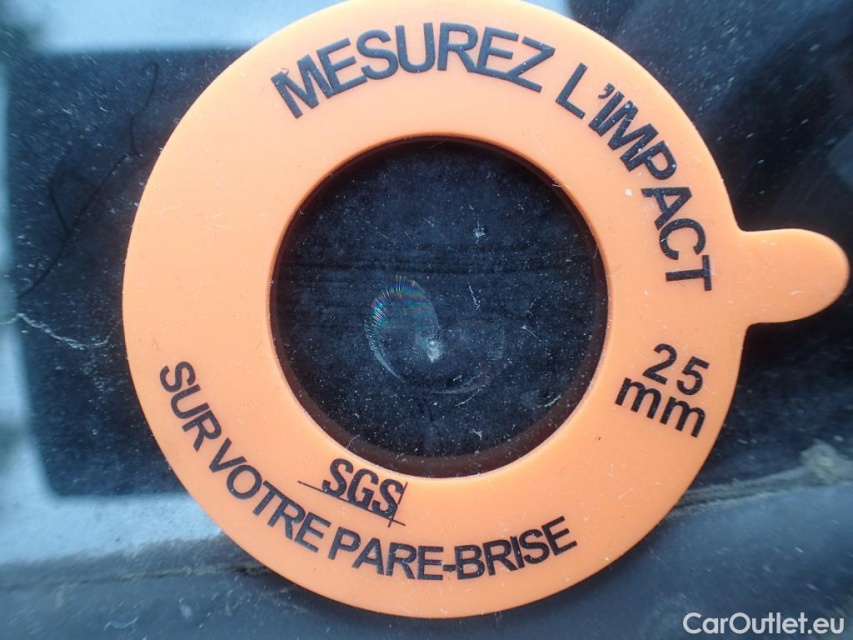 MESUREZ L'IMPACT
25
mm
SGS
SUR VOTRE PARE-BRISE
CarOutlet.eu